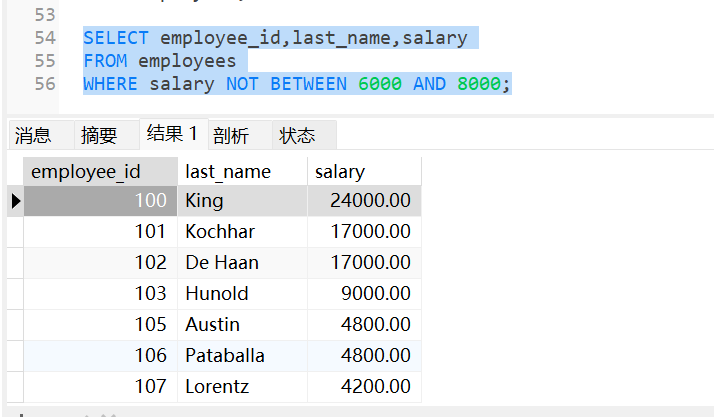 53
54 SELECT employee_id,last_name,salary
55 FROM employees
56 WHERE salary NOT BETWEEN 6000 AND 8000;
消息 摘要 结果 1 剖析 状态
employee_id last_name salary
100 King 24000.00
101 Kochhar 17000.00
102 De Haan 17000.00
103 Hunold 9000.00
105 Austin 4800.00
106 Pataballa 4800.00
107 Lorentz 4200.00